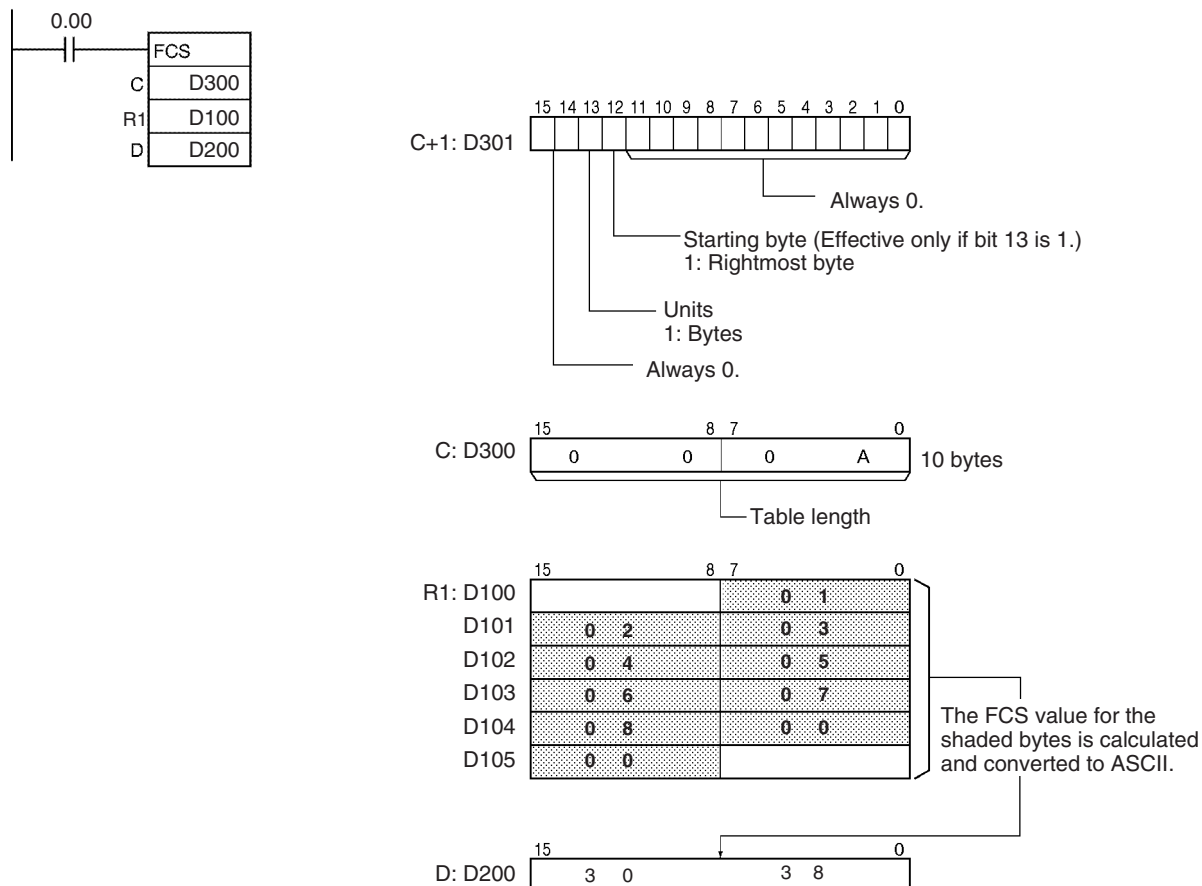 0.00
FCS
C D300
R1 D100
D D200
15 14 13 12 11 10 9 8 7 6 5 4 3 2 1 0
C+1: D301
Always 0.
Starting byte (Effective only if bit 13 is 1.)
1: Rightmost byte
Units
1: Bytes
Always 0.
15 8 7 0
C: D300 0 0 0 A 10 bytes
Table length
15 8 7 0
R1: D100 0 1
D101 0 2 0 3
D102 0 4 0 5
D103 0 6 0 7
D104 0 8 0 0
D105 0 0
The FCS value for the
shaded bytes is calculated
and converted to ASCII.
15 0
D: D200 3 0 3 8